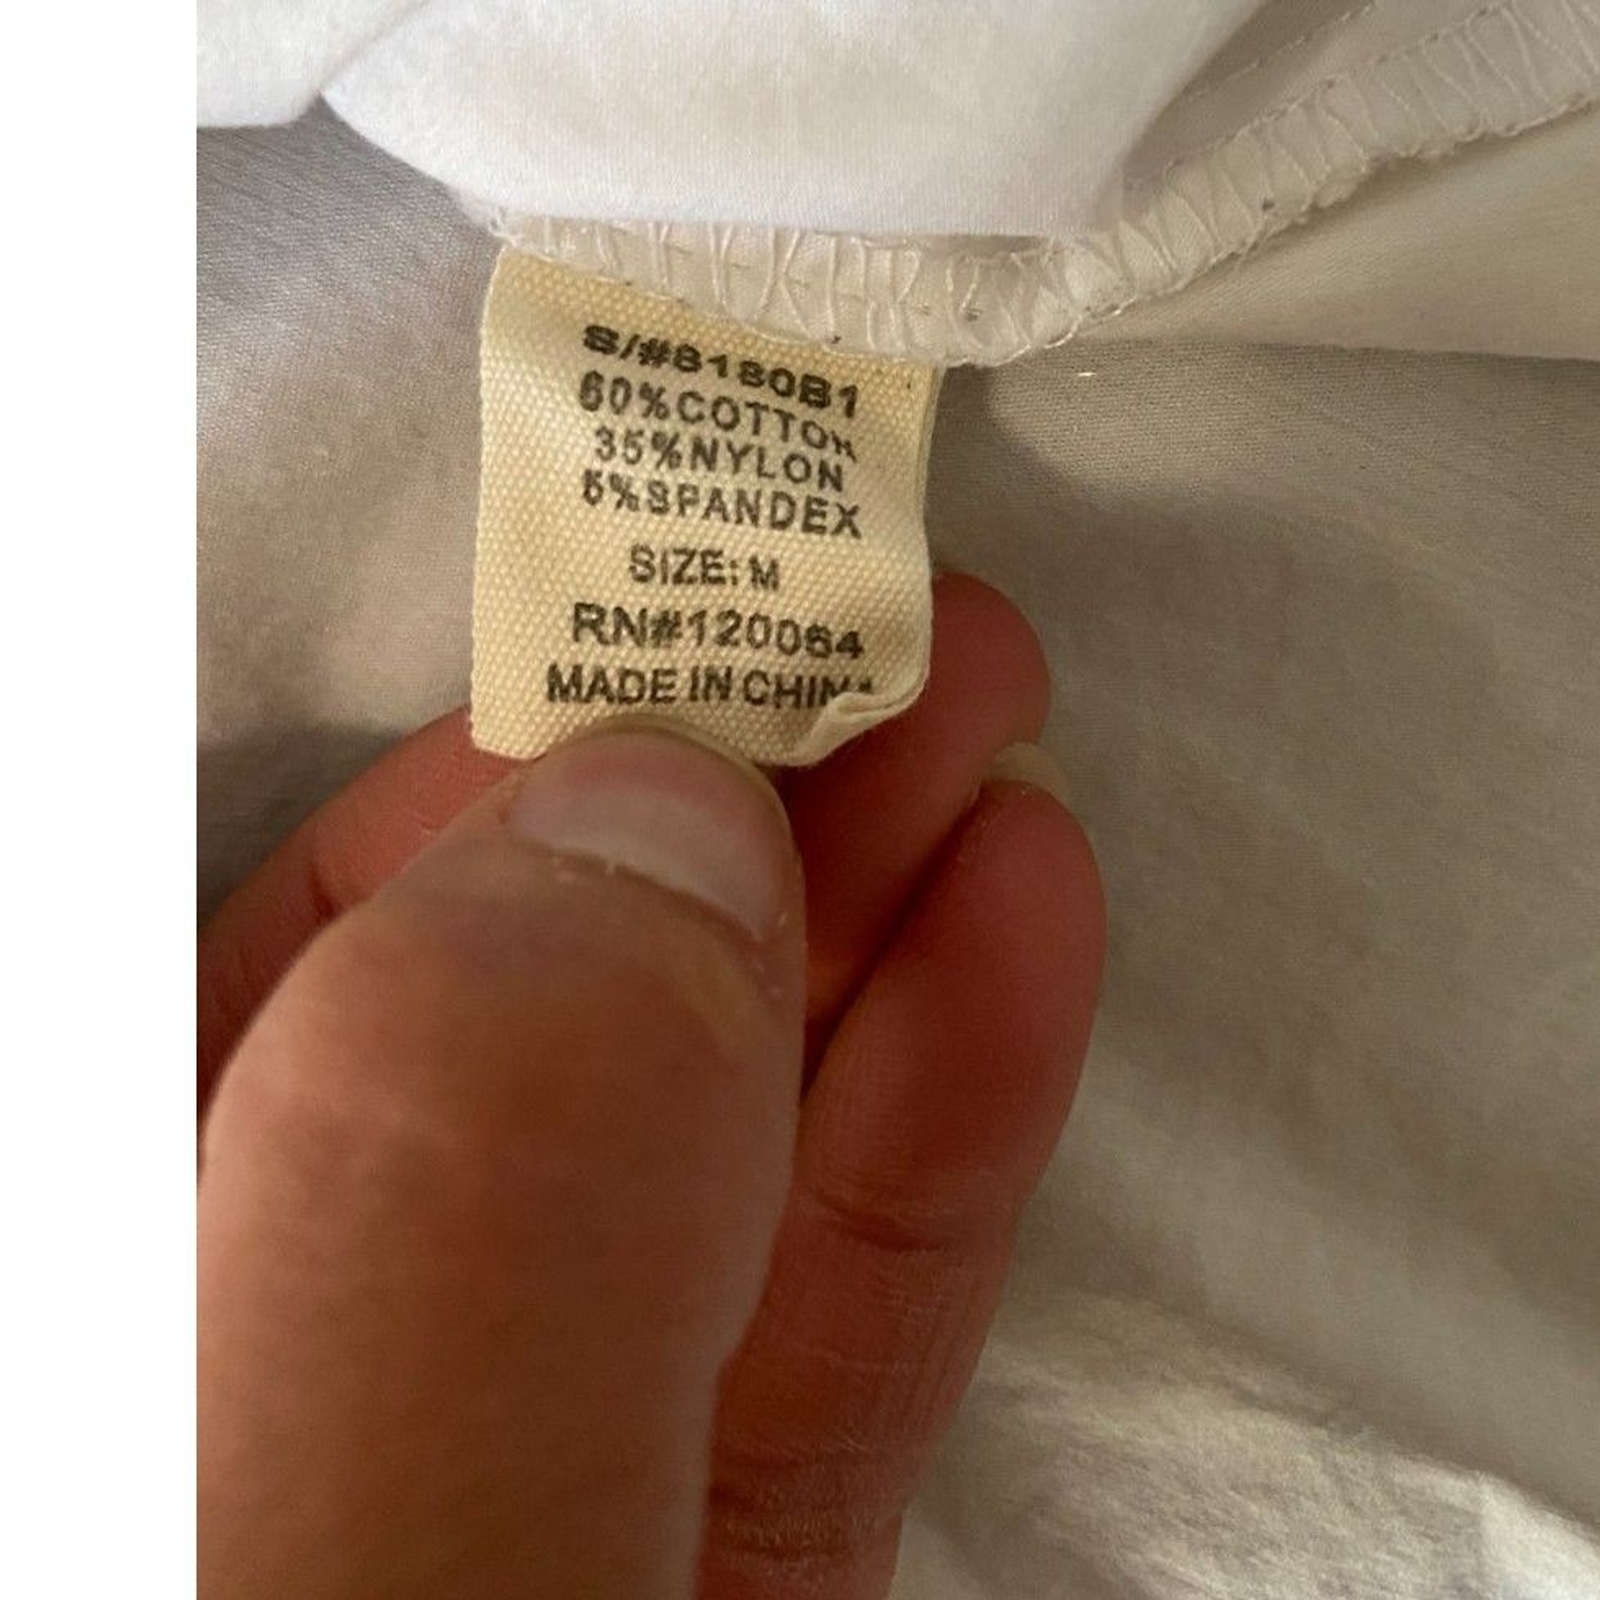 S/#8180B1
60%COTTON
35%NYLON
5%SPANDEX
SIZE: M
RN#120064
MADE IN CHINA